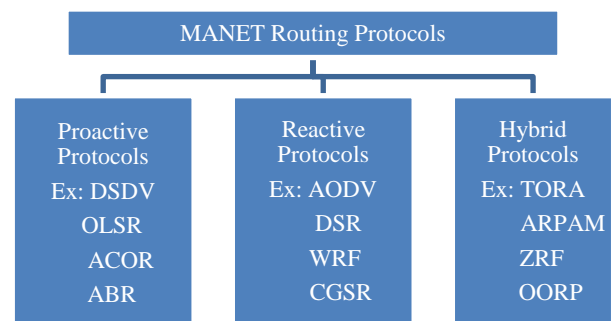 MANET Routing Protocols
Proactive
Protocols
Ex: DSDV
OLSR
ACOR
ABR
Reactive
Protocols
Ex: AODV
DSR
WRF
CGSR
Hybrid
Protocols
Ex: TORA
ARPAM
ZRF
OORP